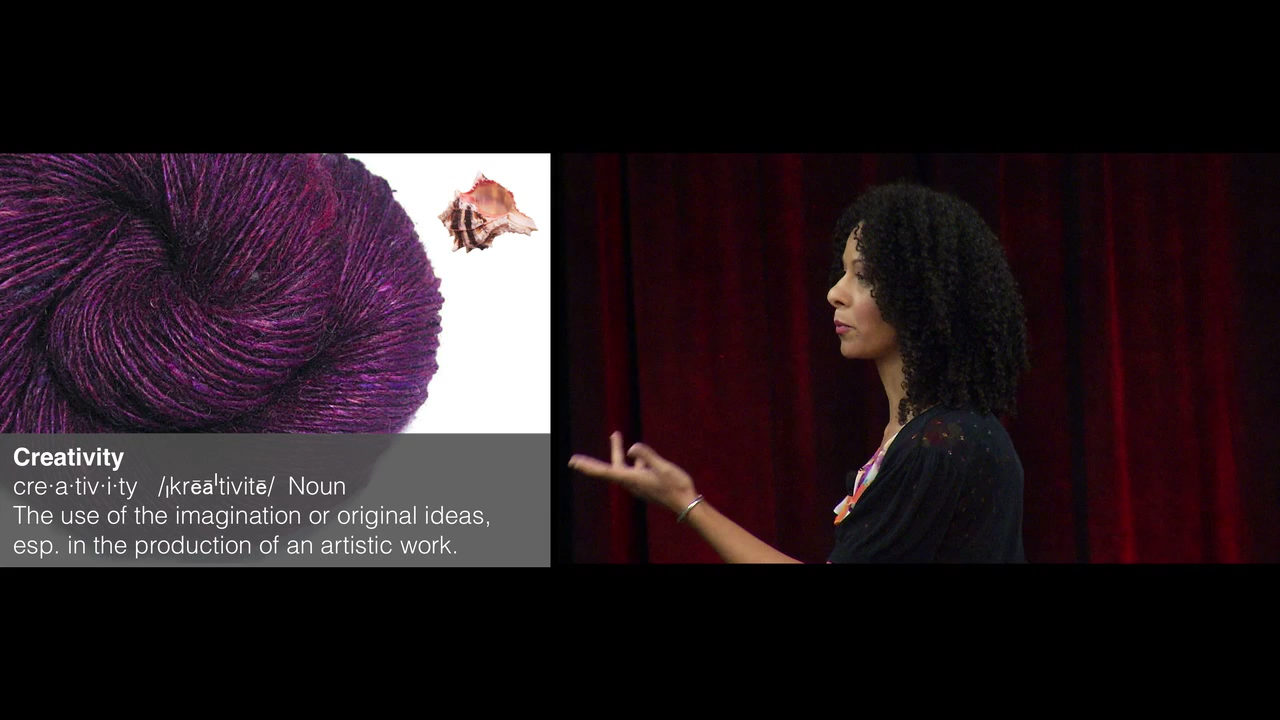 Creativity
cre·a·tiv·i·ty /ˌkrēāˈtivitē/ Noun
The use of the imagination or original ideas,
esp. in the production of an artistic work.